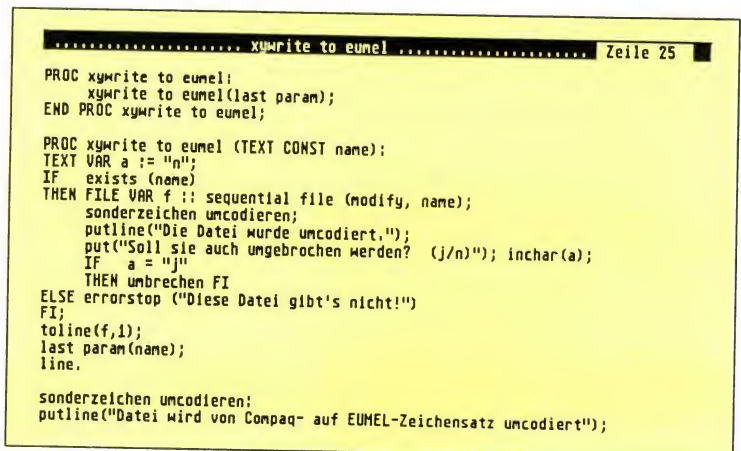 ...................... xywrite to eumel ...................... Zeile 25
PROC xywrite to eumel:
xywrite to eumel(last param);
END PROC xywrite to eumel;
PROC xywrite to eumel (TEXT CONST name):
TEXT VAR a := "n";
IF exists (name)
THEN FILE VAR f :: sequential file (modify, name);
sonderzeichen umcodieren;
putline("Die Datei wurde umcodiert.");
put("Soll sie auch umgebrochen werden? (j/n)"); inchar(a);
IF a = "j"
THEN umbrechen FI
ELSE errorstop ("Diese Datei gibt's nicht!")
FI;
toline(f,1);
last param(name);
line.
sonderzeichen umcodieren:
putline("Datei wird von Compaq- auf EUMEL-Zeichensatz umcodiert");